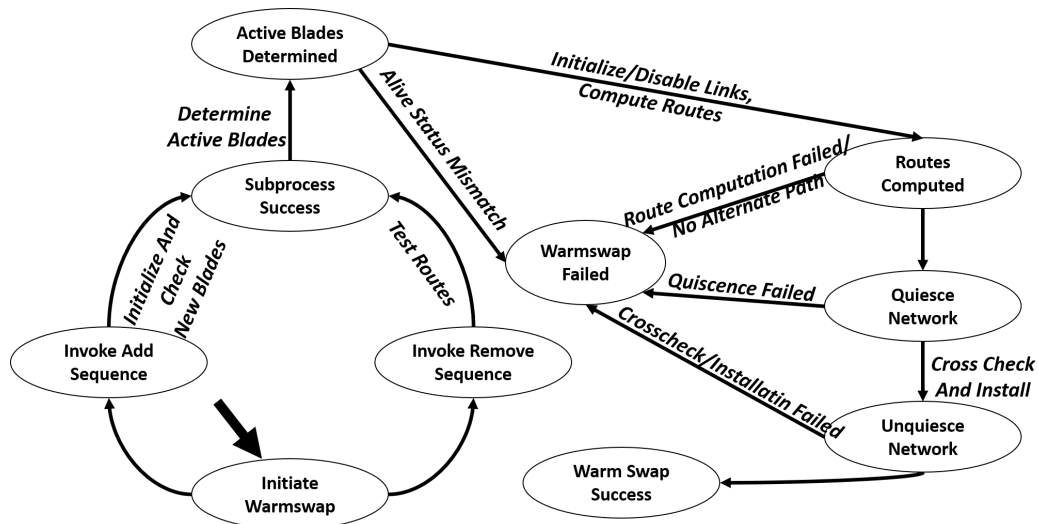 Active Blades
Determined
Initialize/Disable Links,
Compute Routes
Determine
Active Blades
Alive Status Mismatch
Subprocess
Success
Route Computation Failed/
No Alternate Path
Routes
Computed
Initialize And
Check
New Blades
Test Routes
Warmswap
Failed
Quiscence Failed
Quiesce
Network
Invoke Add
Sequence
Invoke Remove
Sequence
Crosscheck/Installatin Failed
Cross Check
And Install
Unquiesce
Network
Initiate
Warmswap
Warm Swap
Success